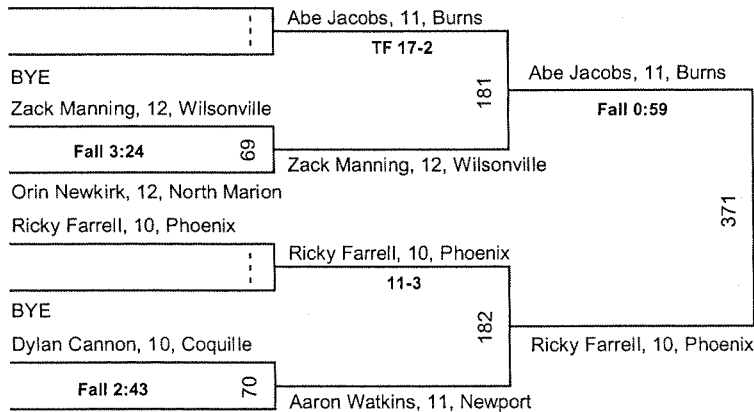 Abe Jacobs, 11, Burns
TF 17-2
BYE
181
Abe Jacobs, 11, Burns
Zack Manning, 12, Wilsonville
Fall 0:59
Fall 3:24
69
Zack Manning, 12, Wilsonville
Orin Newkirk, 12, North Marion
371
Ricky Farrell, 10, Phoenix
Ricky Farrell, 10, Phoenix
11-3
BYE
182
Dylan Cannon, 10, Coquille
Ricky Farrell, 10, Phoenix
Fall 2:43
70
Aaron Watkins, 11, Newport